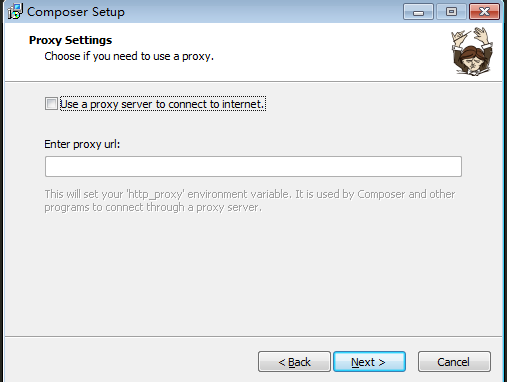 Composer Setup
Proxy Settings
Choose if you need to use a proxy.
Use a proxy server to connect to internet.
Enter proxy url:
This will set your 'http_proxy' environment variable. It is used by Composer and other
programs to connect through a proxy server.
< Back
Next >
Cancel